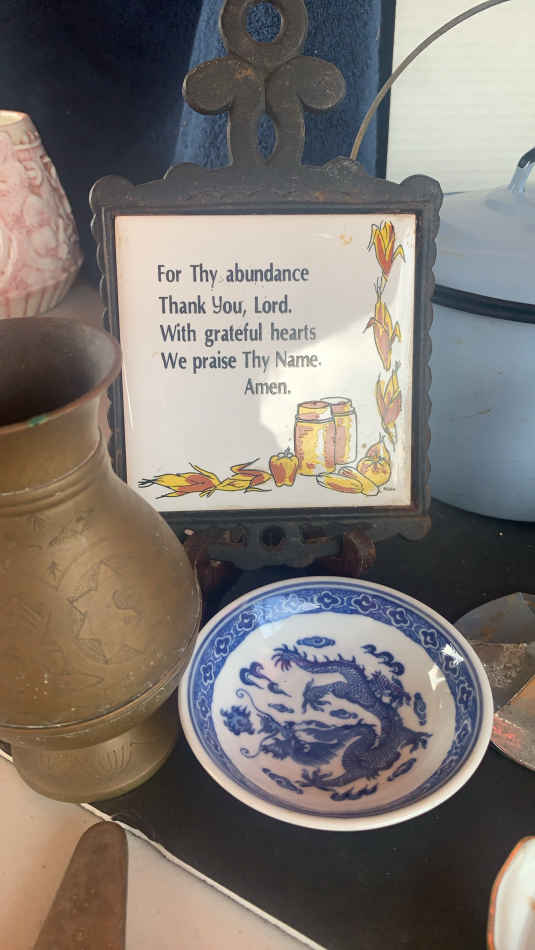 For Thy abundance
Thank You, Lord.
With grateful hearts
We praise Thy Name.
Amen.